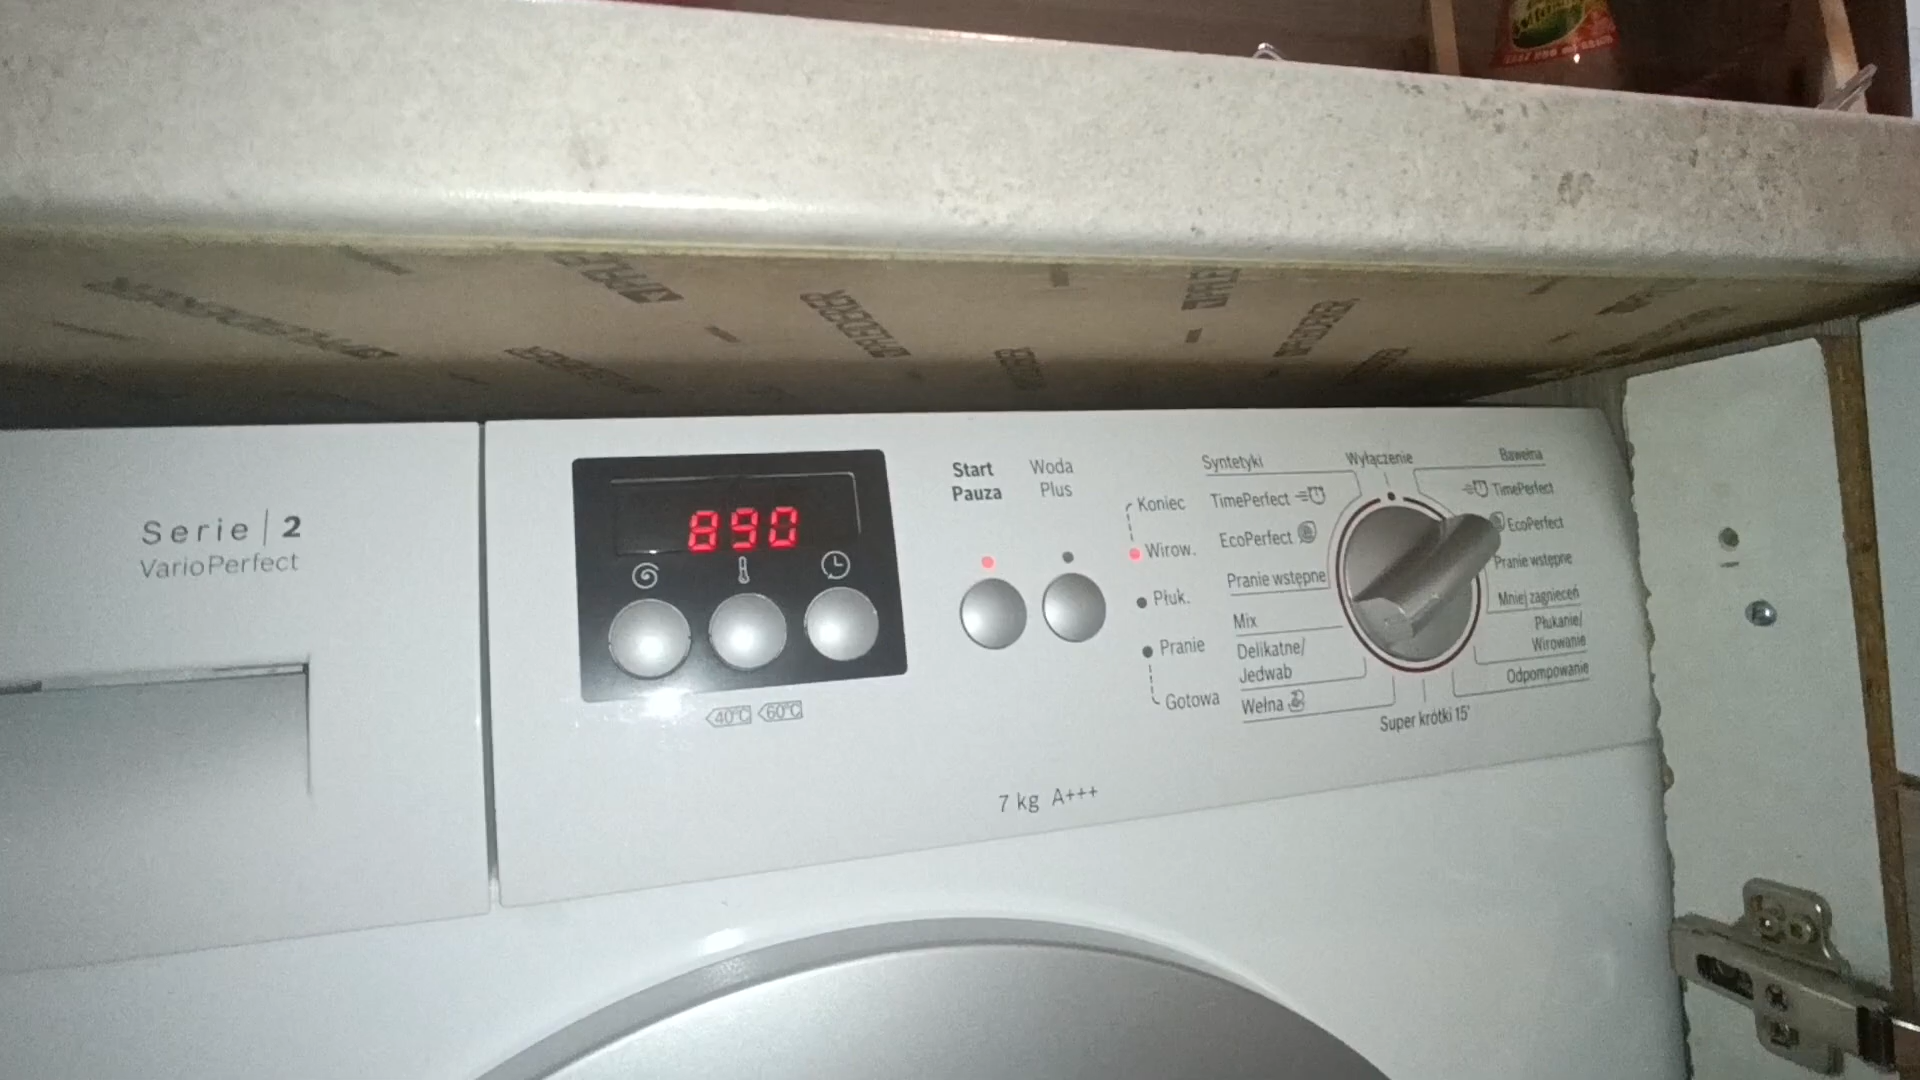 Serie | 2
VarioPerfect
890
40°C 60°C
Start
Pauza
Woda
Plus
Koniec
Wirow.
Płuk.
Pranie
Gotowa
Syntetyki
TimePerfect
EcoPerfect
Pranie wstępne
Mix
Delikatne/
Jedwab
Wełna
Wyłączenie
Bawełna
TimePerfect
EcoPerfect
Pranie wstępne
Mniej zagnieceń
Płukanie/
Wirowanie
Odpompowanie
Super krótki 15'
7 kg A+++